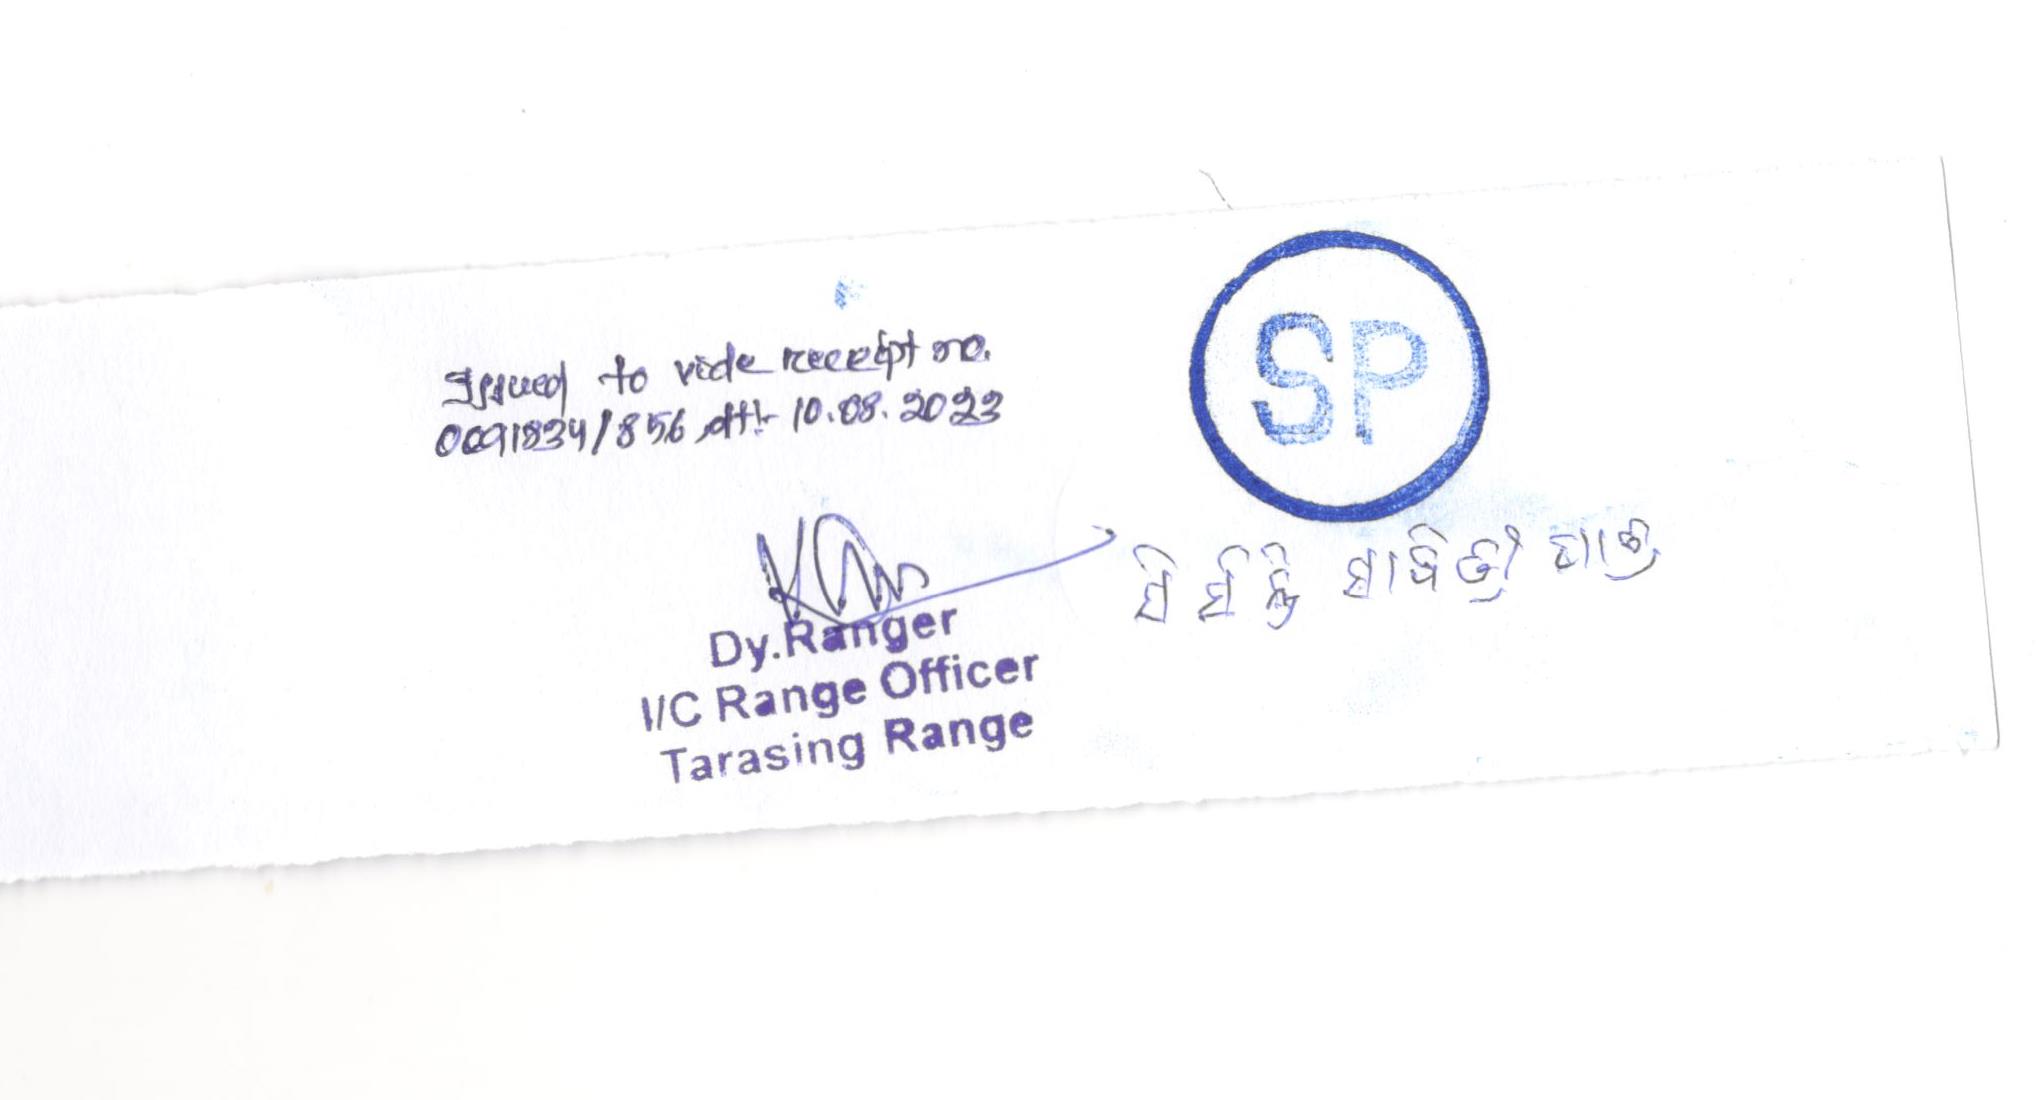 Issued to vide receipt no.
0091834/856 dt:- 10.08.2023
SP
ସାବିତ୍ରୀ
Dy.Ranger
I/C Range Officer
Tarasing Range